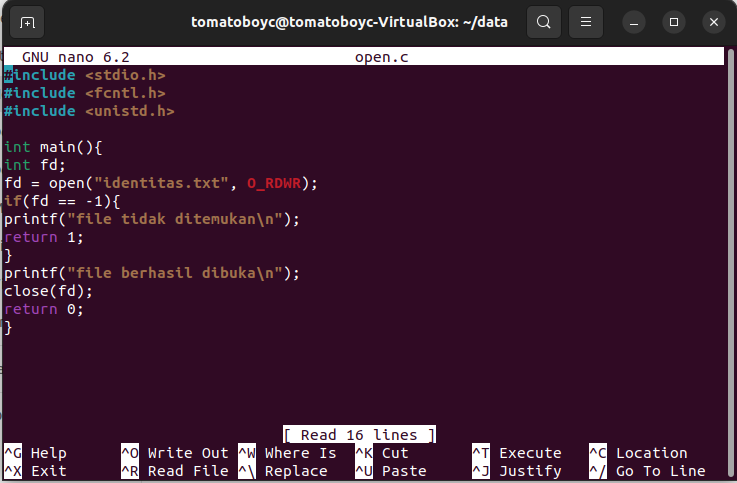 tomatoboyc@tomatoboyc-VirtualBox: ~/data
GNU nano 6.2 open.c
#include <stdio.h>
#include <fcntl.h>
#include <unistd.h>
int main(){
int fd;
fd = open("identitas.txt", O_RDWR);
if(fd == -1){
printf("file tidak ditemukan\n");
return 1;
}
printf("file berhasil dibuka\n");
close(fd);
return 0;
}
[ Read 16 lines ]
^G Help ^O Write Out ^W Where Is ^K Cut ^T Execute ^C Location
^X Exit ^R Read File ^\ Replace ^U Paste ^J Justify ^/ Go To Line